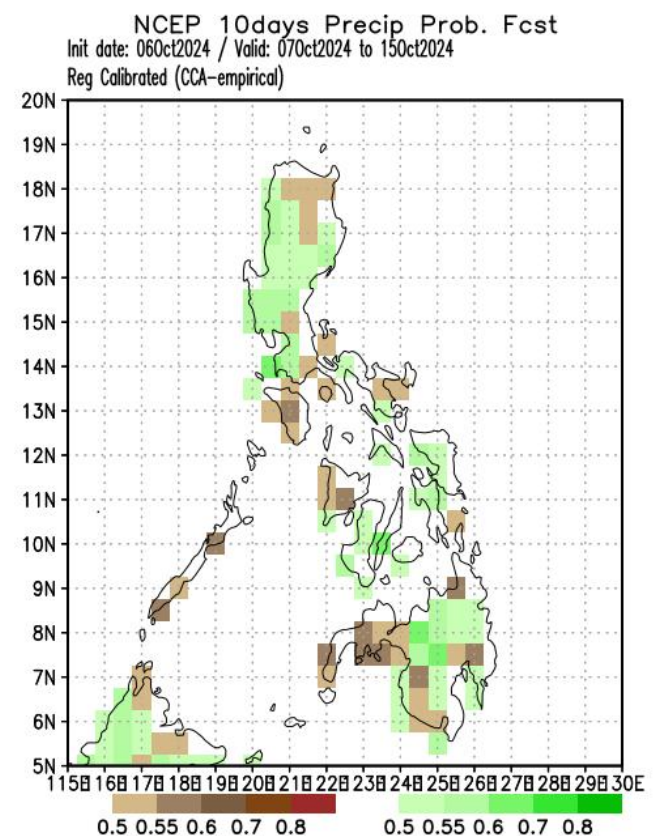 NCEP 10days Precip Prob. Fcst
Init date: 06Oct2024 / Valid: 07Oct2024 to 15Oct2024
Reg Calibrated (CCA-empirical)
20N
19N
18N
17N
16N
15N
14N
13N
12N
11N
10N
9N
8N
7N
6N
5N
115E 116E 117E 118E 119E 120E 121E 122E 123E 124E 125E 126E 127E 128E 129E 130E
0.5 0.55 0.6 0.7 0.8 0.5 0.55 0.6 0.7 0.8